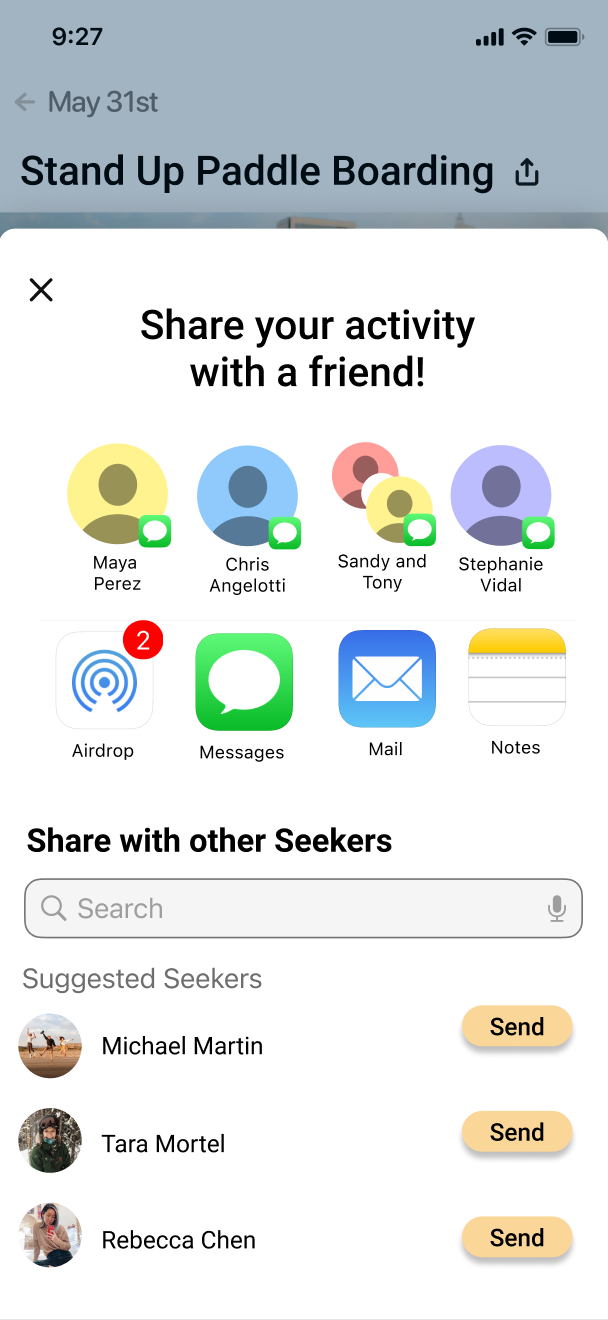 9:27
May 31st
Stand Up Paddle Boarding
Share your activity
with a friend!
Maya
Perez
Chris
Angelotti
Sandy and
Tony
Stephanie
Vidal
2
Airdrop
Messages
Mail
Notes
Share with other Seekers
Search
Suggested Seekers
Michael Martin
Send
Tara Mortel
Send
Rebecca Chen
Send